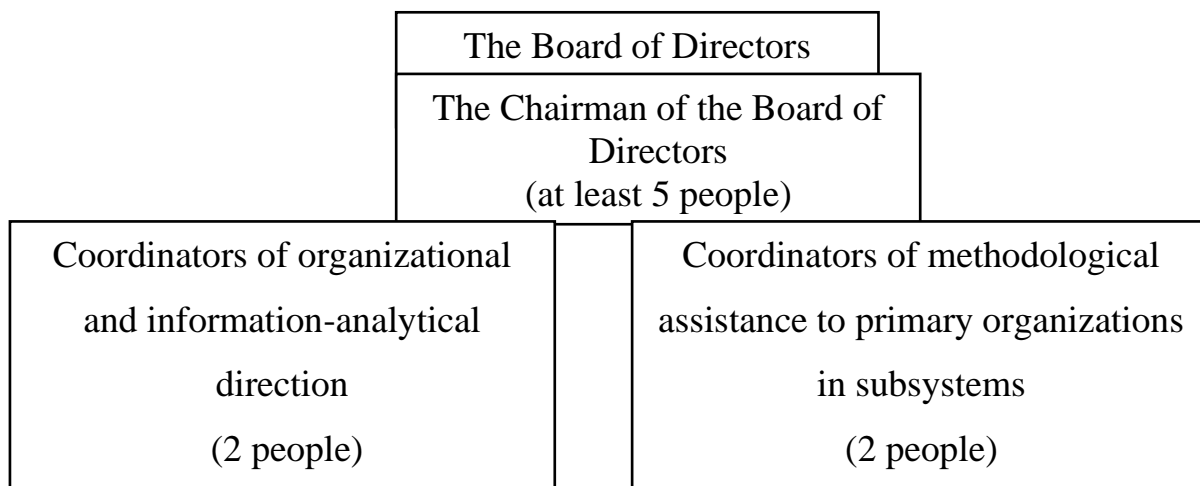 The Board of Directors
The Chairman of the Board of
Directors
(at least 5 people)
Coordinators of organizational
and information-analytical
direction
(2 people)
Coordinators of methodological
assistance to primary organizations
in subsystems
(2 people)